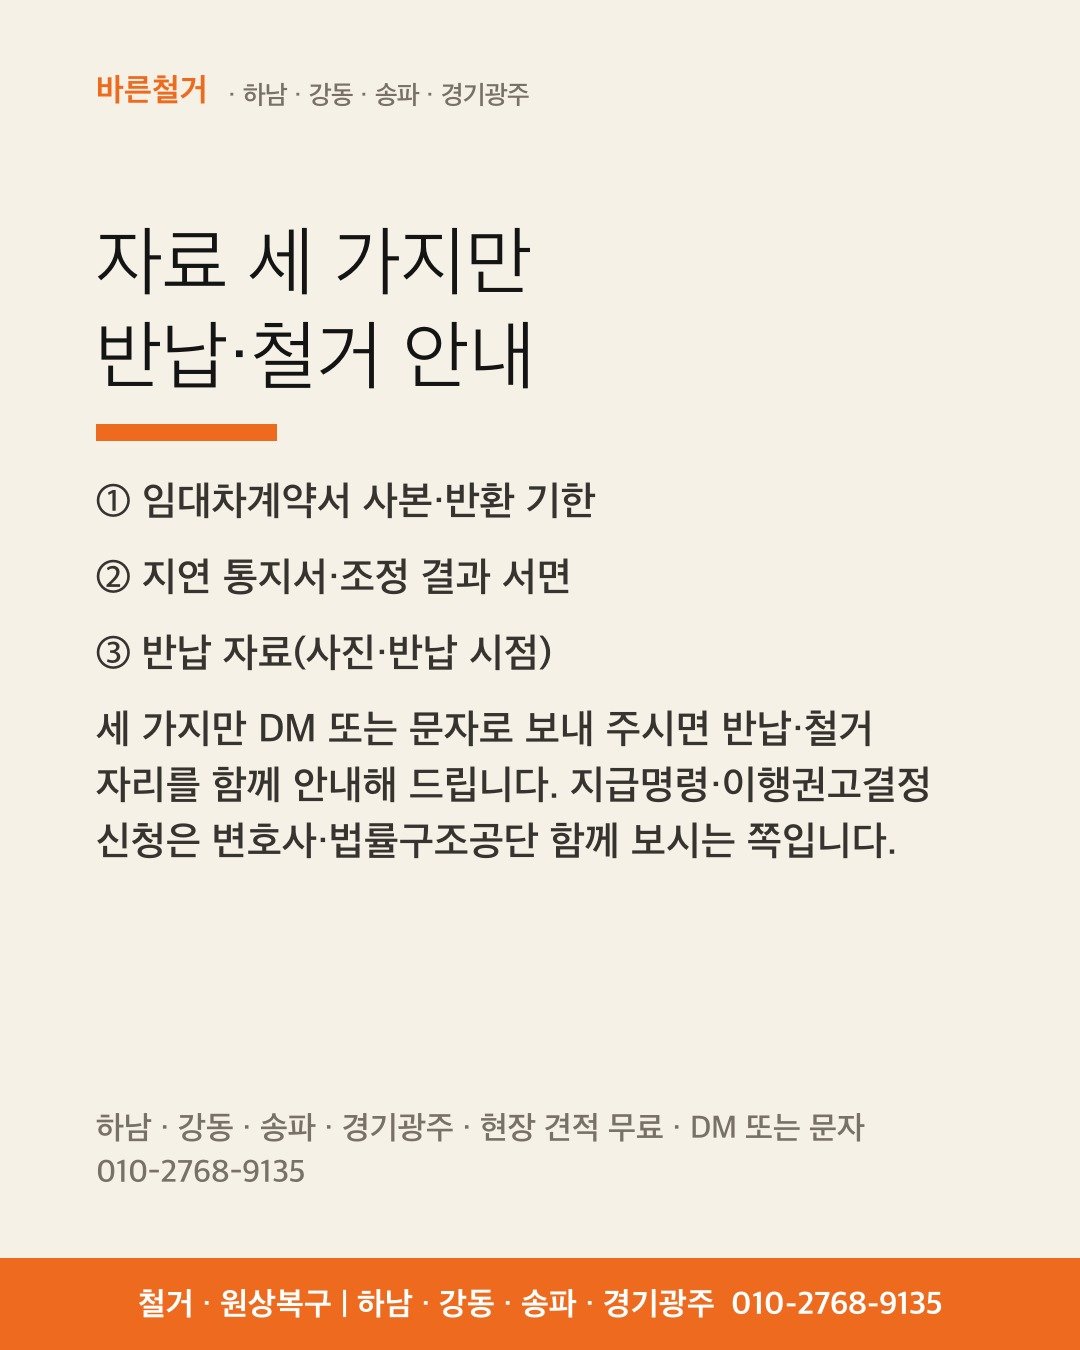 바른철거 · 하남 · 강동 · 송파 · 경기광주
자료 세 가지만
반납·철거 안내
① 임대차계약서 사본·반환 기한
② 지연 통지서·조정 결과 서면
③ 반납 자료(사진·반납 시점)
세 가지만 DM 또는 문자로 보내 주시면 반납·철거
자리를 함께 안내해 드립니다. 지급명령·이행권고결정
신청은 변호사·법률구조공단 함께 보시는 쪽입니다.
하남 · 강동 · 송파 · 경기광주 · 현장 견적 무료 · DM 또는 문자
010-2768-9135
철거 · 원상복구 | 하남 · 강동 · 송파 · 경기광주 010-2768-9135